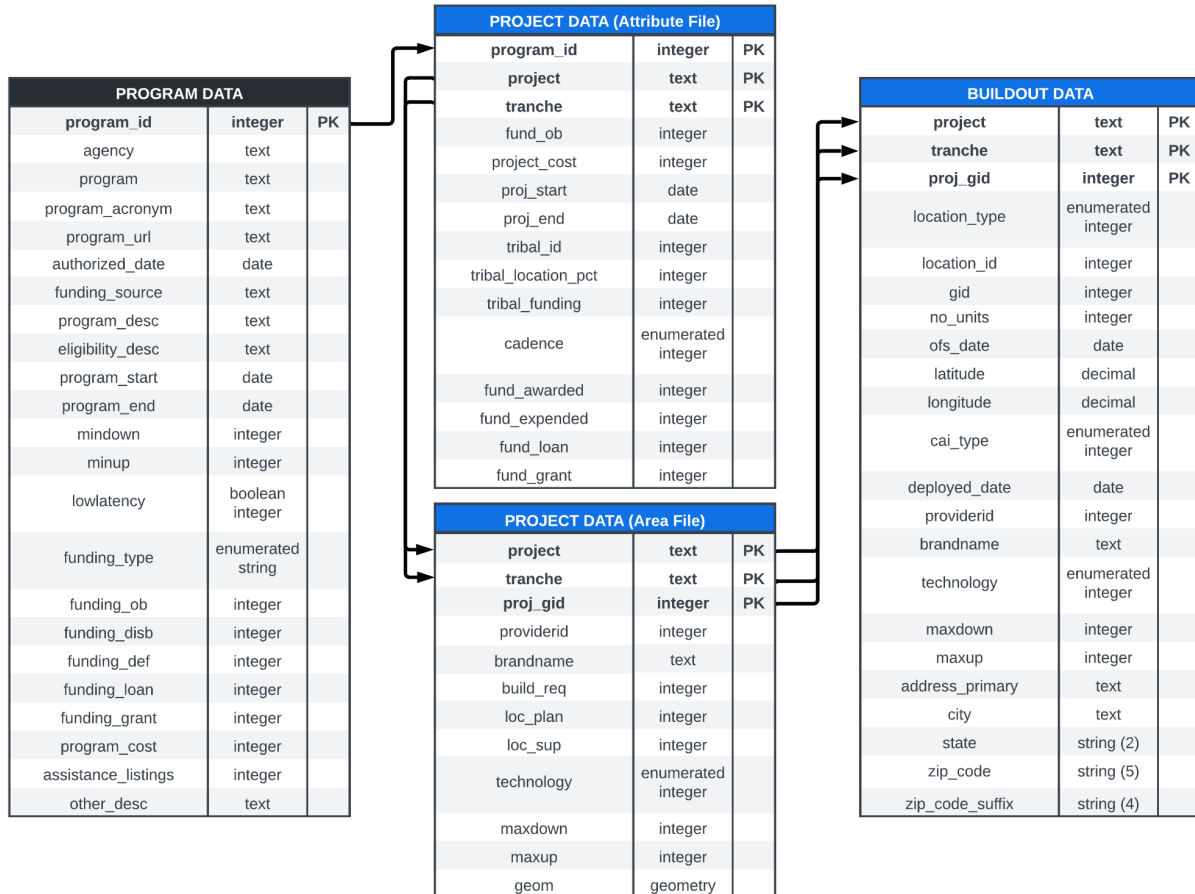 PROGRAM DATA
program_id integer PK
agency text
program text
program_acronym text
program_url text
authorized_date date
funding_source text
program_desc text
eligibility_desc text
program_start date
program_end date
mindown integer
minup integer
lowlatency boolean
integer
funding_type enumerated
string
funding_ob integer
funding_disb integer
funding_def integer
funding_loan integer
funding_grant integer
program_cost integer
assistance_listings integer
other_desc text
PROJECT DATA (Attribute File)
program_id integer PK
project text PK
tranche text PK
fund_ob integer
project_cost integer
proj_start date
proj_end date
tribal_id integer
tribal_location_pct integer
tribal_funding integer
cadence enumerated
integer
fund_awarded integer
fund_expended integer
fund_loan integer
fund_grant integer
PROJECT DATA (Area File)
project text PK
tranche text PK
proj_gid integer PK
providerid integer
brandname text
build_req integer
loc_plan integer
loc_sup integer
technology enumerated
integer
maxdown integer
maxup integer
geom geometry
BUILDOUT DATA
project text PK
tranche text PK
proj_gid integer PK
location_type enumerated
integer
location_id integer
gid integer
no_units integer
ofs_date date
latitude decimal
longitude decimal
cai_type enumerated
integer
deployed_date date
providerid integer
brandname text
technology enumerated
integer
maxdown integer
maxup integer
address_primary text
city text
state string (2)
zip_code string (5)
zip_code_suffix string (4)